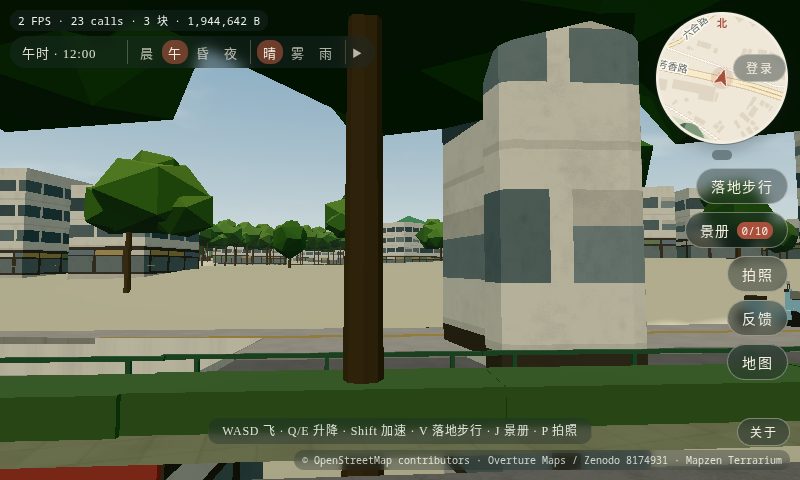 2 FPS · 23 calls · 3 块 · 1,944,642 B
午时 · 12:00 晨 午 昏 夜 晴 雾 雨 ▶
北
六合路
芳香路
登录
落地步行
景册 0/10
拍照
反馈
地图
WASD 飞 · Q/E 升降 · Shift 加速 · V 落地步行 · J 景册 · P 拍照
关于
© OpenStreetMap contributors · Overture Maps / Zenodo 8174931 · Mapzen Terrarium